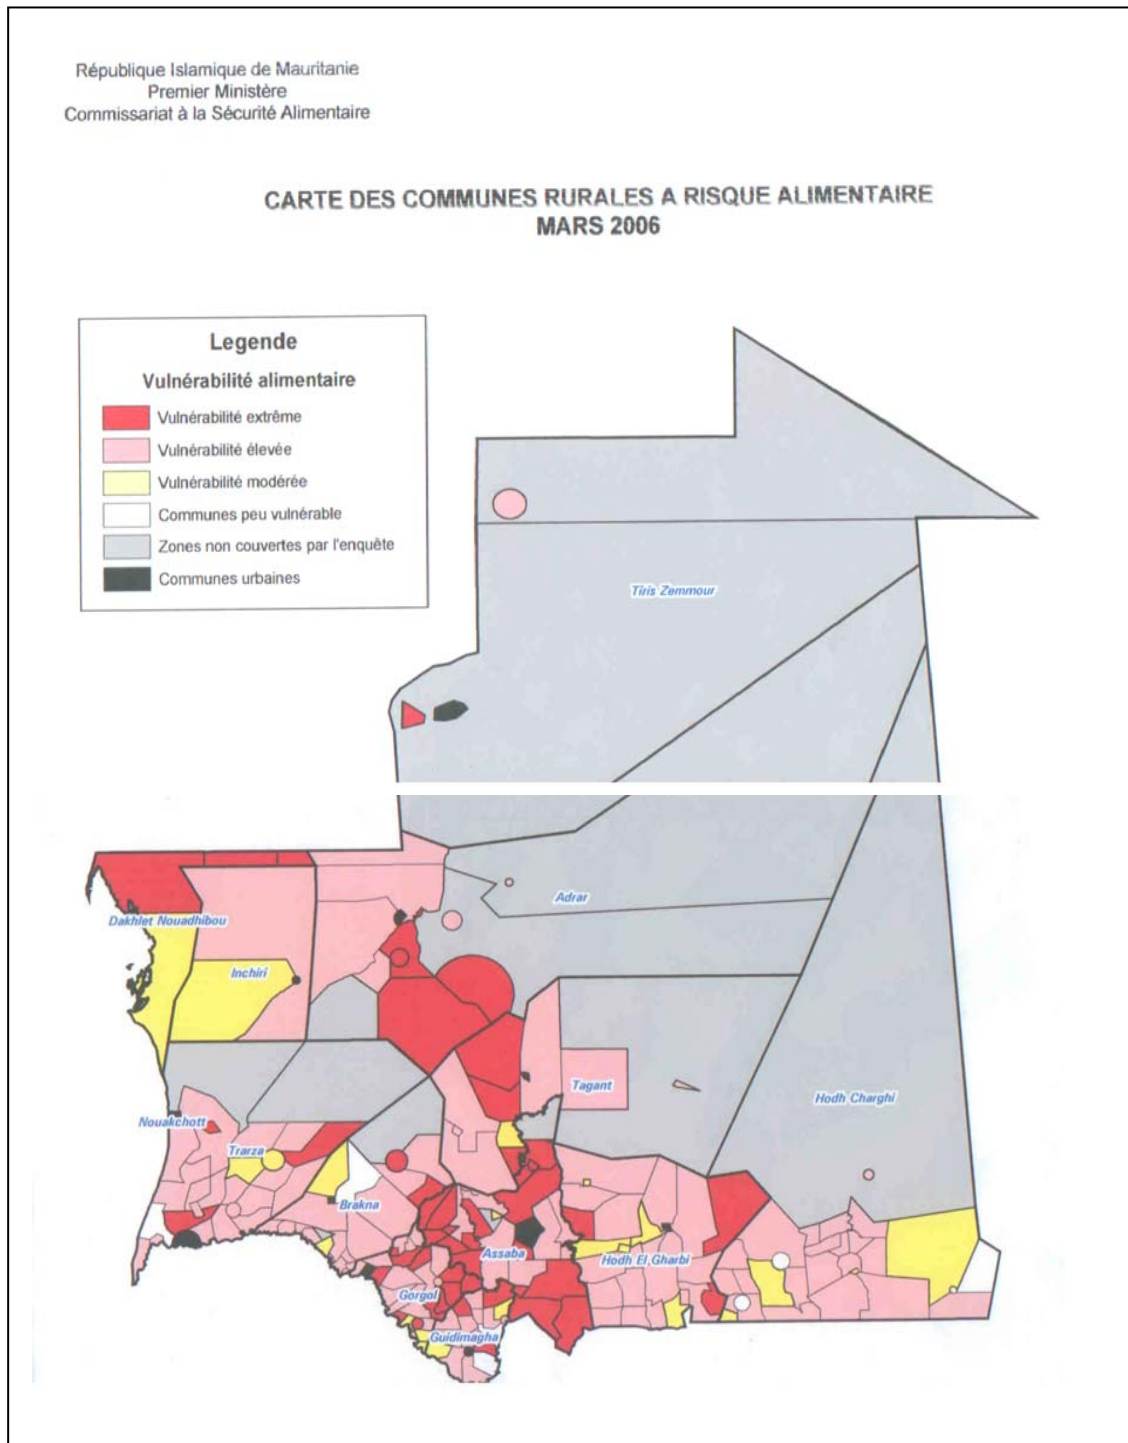 République Islamique de Mauritanie
Premier Ministère
Commissariat à la Sécurité Alimentaire
CARTE DES COMMUNES RURALES A RISQUE ALIMENTAIRE
MARS 2006
Legende
Vulnérabilité alimentaire
Vulnérabilité extrême
Vulnérabilité élevée
Vulnérabilité modérée
Communes peu vulnérable
Zones non couvertes par l'enquête
Communes urbaines
Tiris Zemmour
Adrar
Dakhlet Nouadhibou
Inchiri
Tagant
Hodh Charghi
Nouakchott
Trarza
Brakna
Assaba
Hodh El Gharbi
Gorgol
Guidimagha